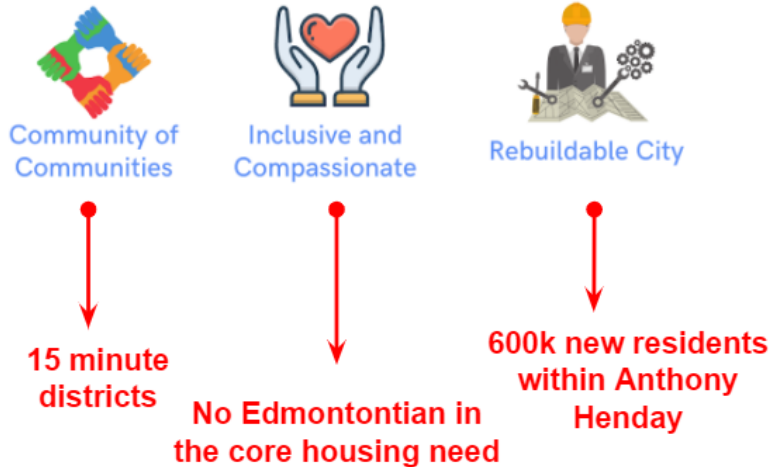 Community of
Communities
Inclusive and
Compassionate
Rebuildable City
15 minute
districts
No Edmontontian in
the core housing need
600k new residents
within Anthony
Henday